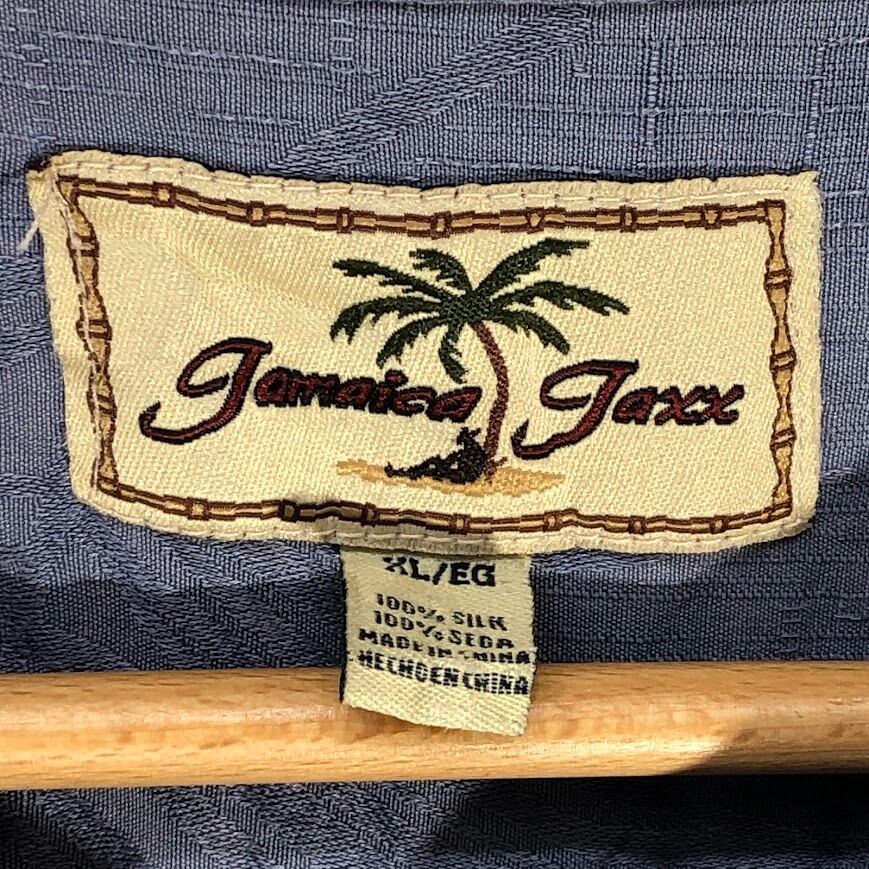 Jamaica Jaxx
XL/EG
100% SILK
100% SEDA
MADE IN CHINA
HECHO EN CHINA